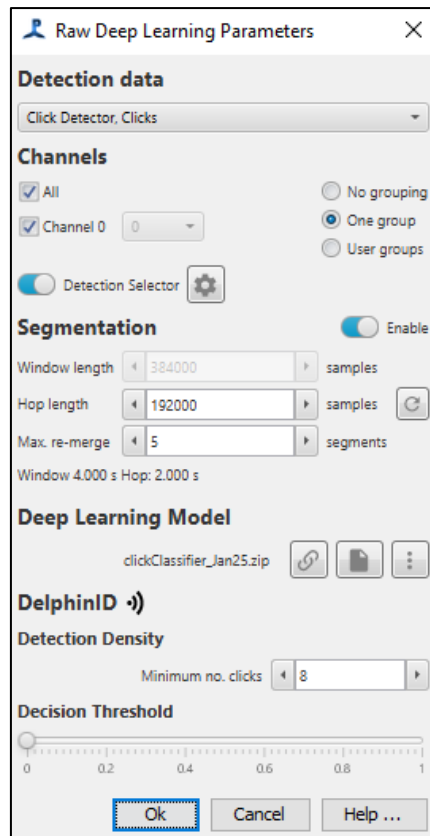 Raw Deep Learning Parameters
Detection data
Click Detector, Clicks
Channels
All
No grouping
Channel 0
0
One group
User groups
Detection Selector
Segmentation
Enable
Window length 384000 samples
Hop length 192000 samples
Max. re-merge 5 segments
Window 4.000 s Hop: 2.000 s
Deep Learning Model
clickClassifier_Jan25.zip
DelphinID
Detection Density
Minimum no. clicks 8
Decision Threshold
0 0.2 0.4 0.6 0.8 1
Ok Cancel Help ...